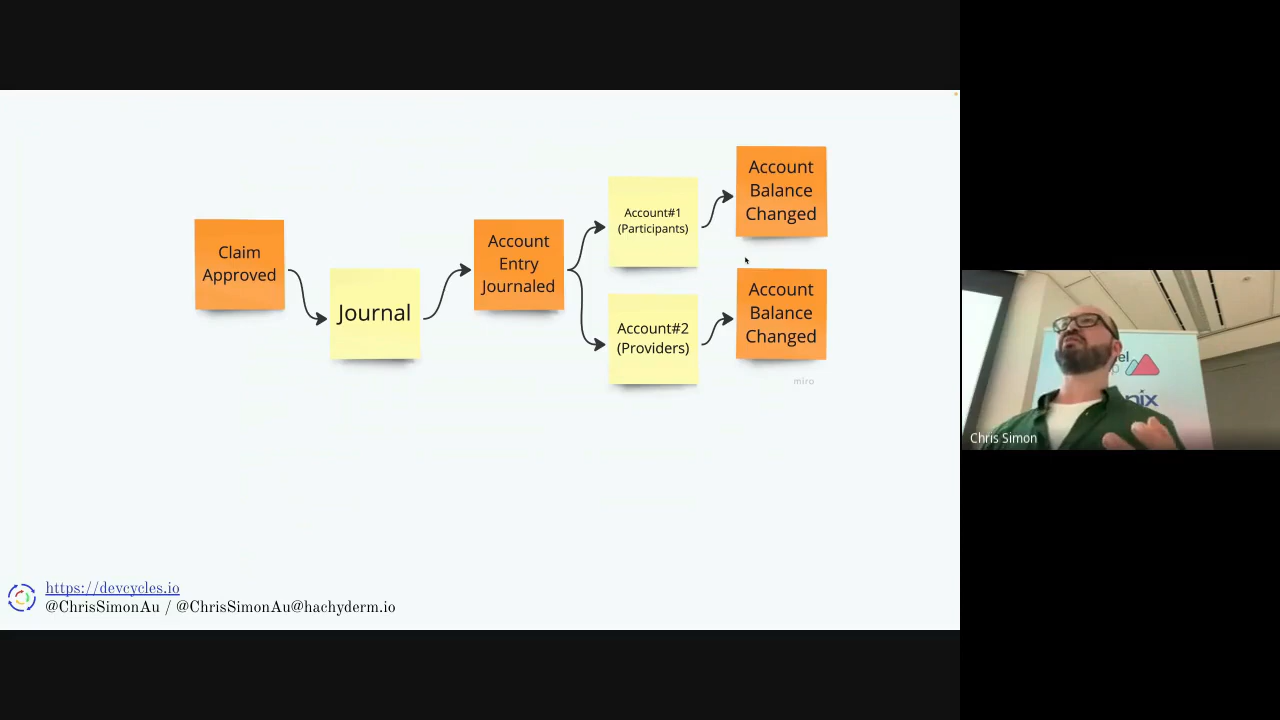 Claim
Approved
Journal
Account
Entry
Journaled
Account#1
(Participants)
Account#2
(Providers)
Account
Balance
Changed
Account
Balance
Changed
miro
https://devcycles.io
@ChrisSimonAu / @ChrisSimonAu@hachyderm.io
Chris Simon